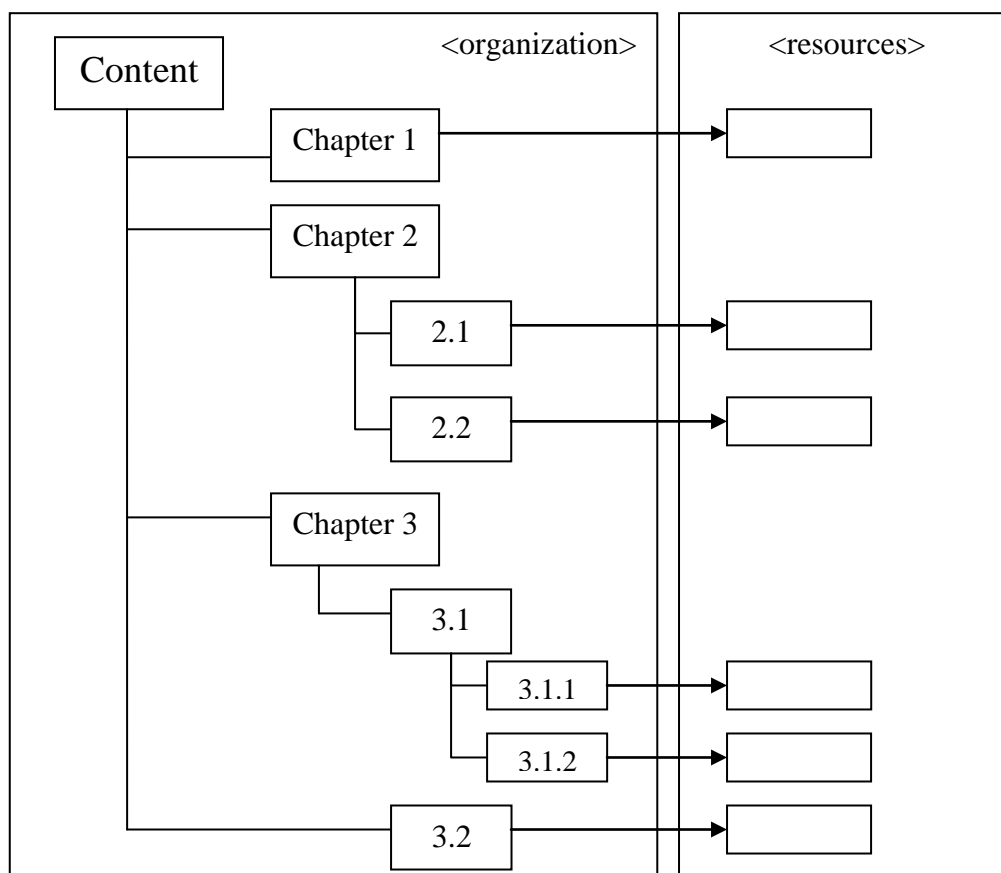 <organization>
<resources>
Content
Chapter 1
Chapter 2
2.1
2.2
Chapter 3
3.1
3.1.1
3.1.2
3.2